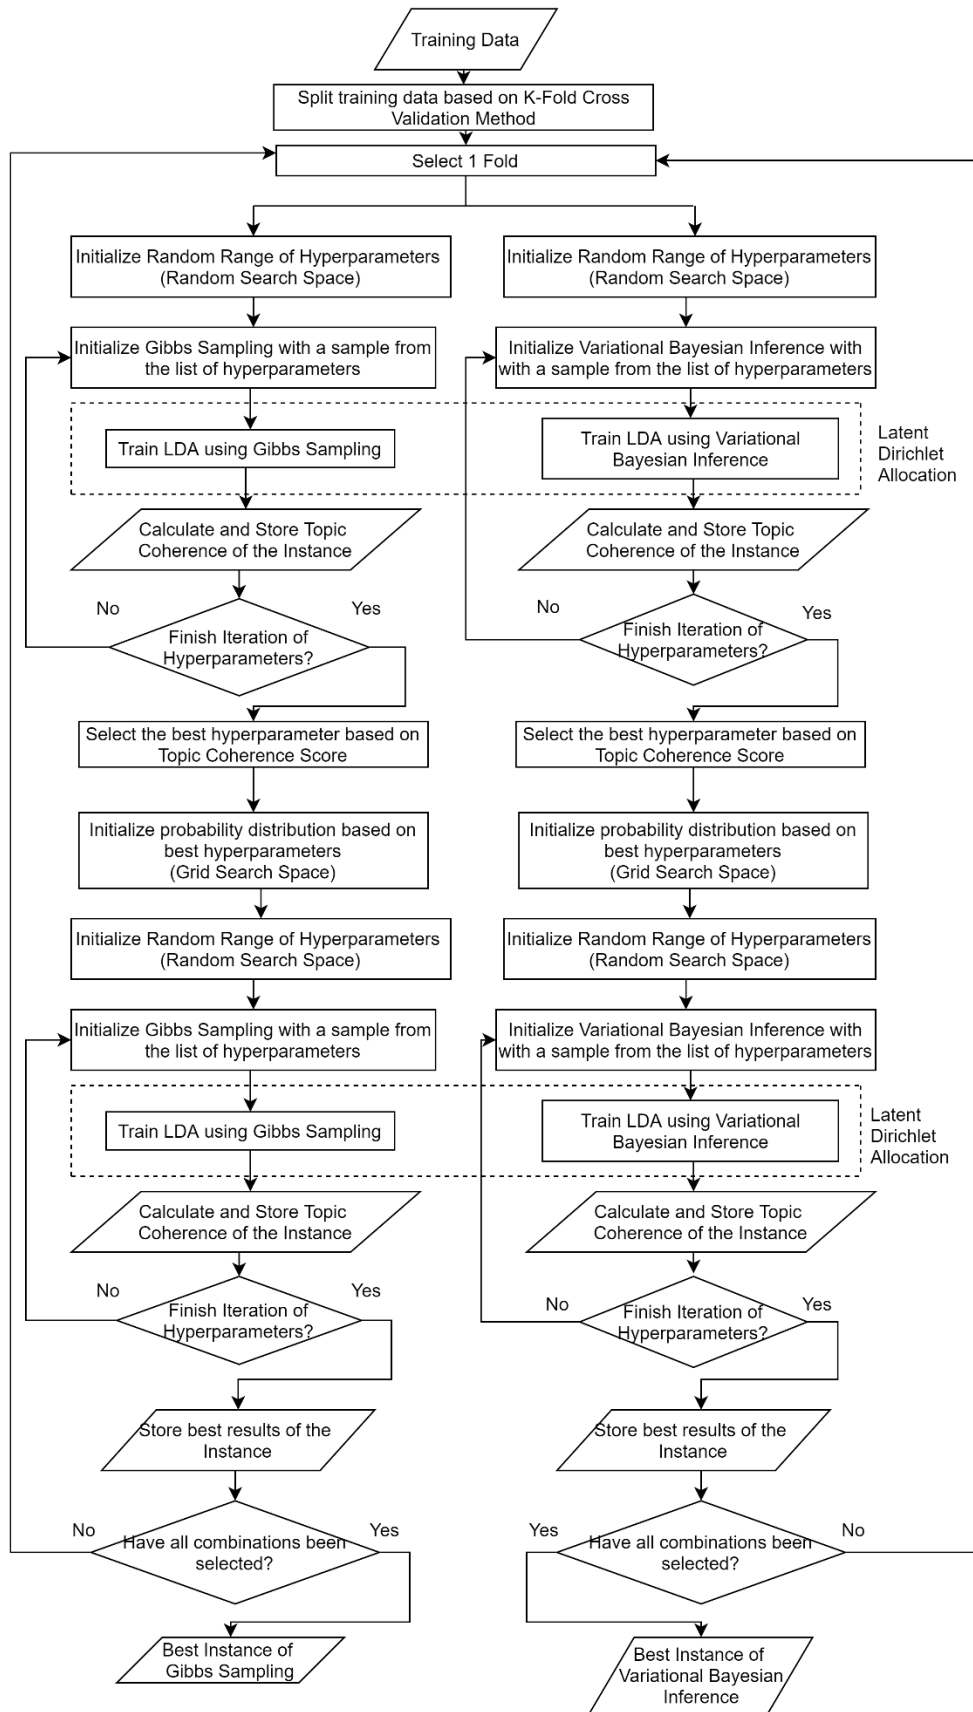 Training Data
Split training data based on K-Fold Cross
Validation Method
Select 1 Fold
Initialize Random Range of Hyperparameters
(Random Search Space)
Initialize Random Range of Hyperparameters
(Random Search Space)
Initialize Gibbs Sampling with a sample from
the list of hyperparameters
Initialize Variational Bayesian Inference with
with a sample from the list of hyperparameters
Train LDA using Gibbs Sampling
Train LDA using Variational
Bayesian Inference
Latent
Dirichlet
Allocation
Calculate and Store Topic
Coherence of the Instance
Calculate and Store Topic
Coherence of the Instance
No
Yes
No
Yes
Finish Iteration of
Hyperparameters?
Finish Iteration of
Hyperparameters?
Select the best hyperparameter based on
Topic Coherence Score
Select the best hyperparameter based on
Topic Coherence Score
Initialize probability distribution based on
best hyperparameters
(Grid Search Space)
Initialize probability distribution based on
best hyperparameters
(Grid Search Space)
Initialize Random Range of Hyperparameters
(Random Search Space)
Initialize Random Range of Hyperparameters
(Random Search Space)
Initialize Gibbs Sampling with a sample from
the list of hyperparameters
Initialize Variational Bayesian Inference with
with a sample from the list of hyperparameters
Train LDA using Gibbs Sampling
Train LDA using Variational
Bayesian Inference
Latent
Dirichlet
Allocation
Calculate and Store Topic
Coherence of the Instance
Calculate and Store Topic
Coherence of the Instance
No
Yes
No
Yes
Finish Iteration of
Hyperparameters?
Finish Iteration of
Hyperparameters?
Store best results of the
Instance
Store best results of the
Instance
No
Yes
Yes
No
Have all combinations been
selected?
Have all combinations been
selected?
Best Instance of
Gibbs Sampling
Best Instance of
Variational Bayesian
Inference